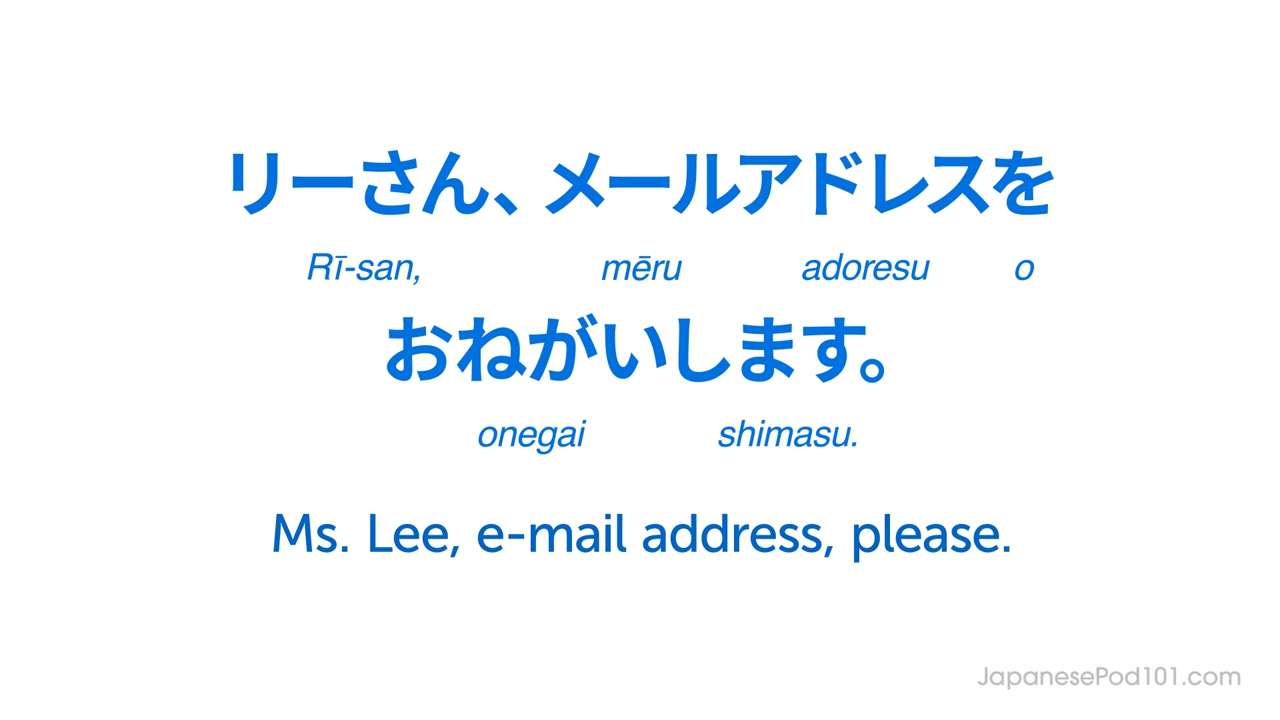 リーさん、メールアドレスを
Rī-san, mēru adoresu o
おねがいします。
onegai shimasu.
Ms. Lee, e-mail address, please.
JapanesePod101.com